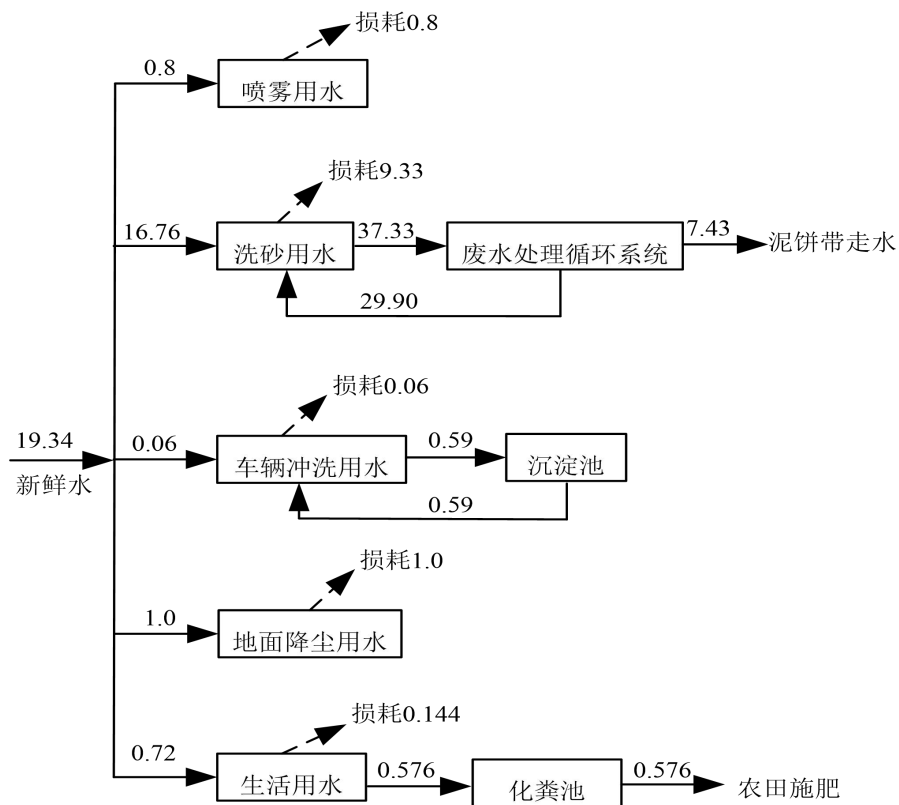 损耗0.8
0.8
喷雾用水
损耗9.33
16.76
洗砂用水
37.33
废水处理循环系统
7.43
泥饼带走水
29.90
损耗0.06
19.34
新鲜水
0.06
车辆冲洗用水
0.59
沉淀池
0.59
损耗1.0
1.0
地面降尘用水
损耗0.144
0.72
生活用水
0.576
化粪池
0.576
农田施肥